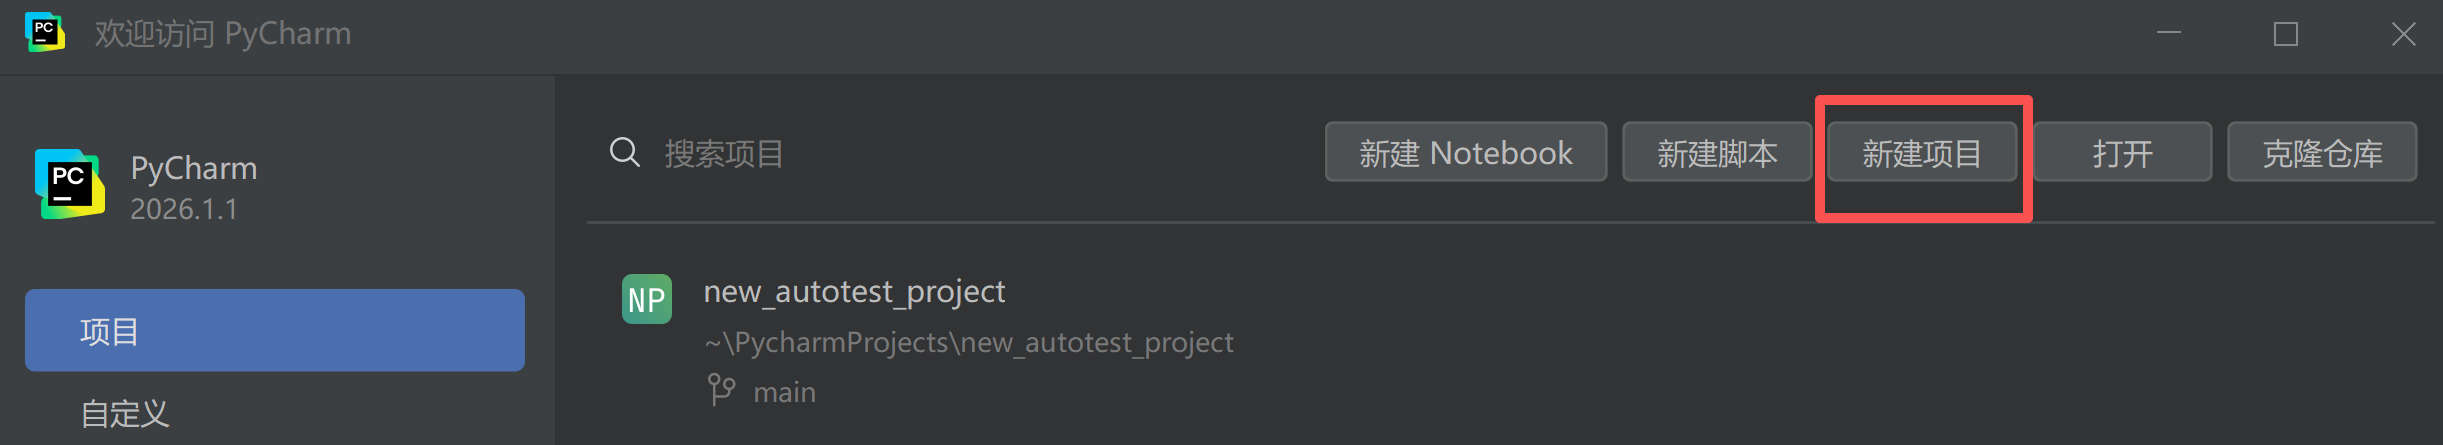 PC 欢迎访问 PyCharm
PC PyCharm
2026.1.1
项目
自定义
搜索项目 新建 Notebook 新建脚本 新建项目 打开 克隆仓库
NP new_autotest_project
~\PycharmProjects\new_autotest_project
main